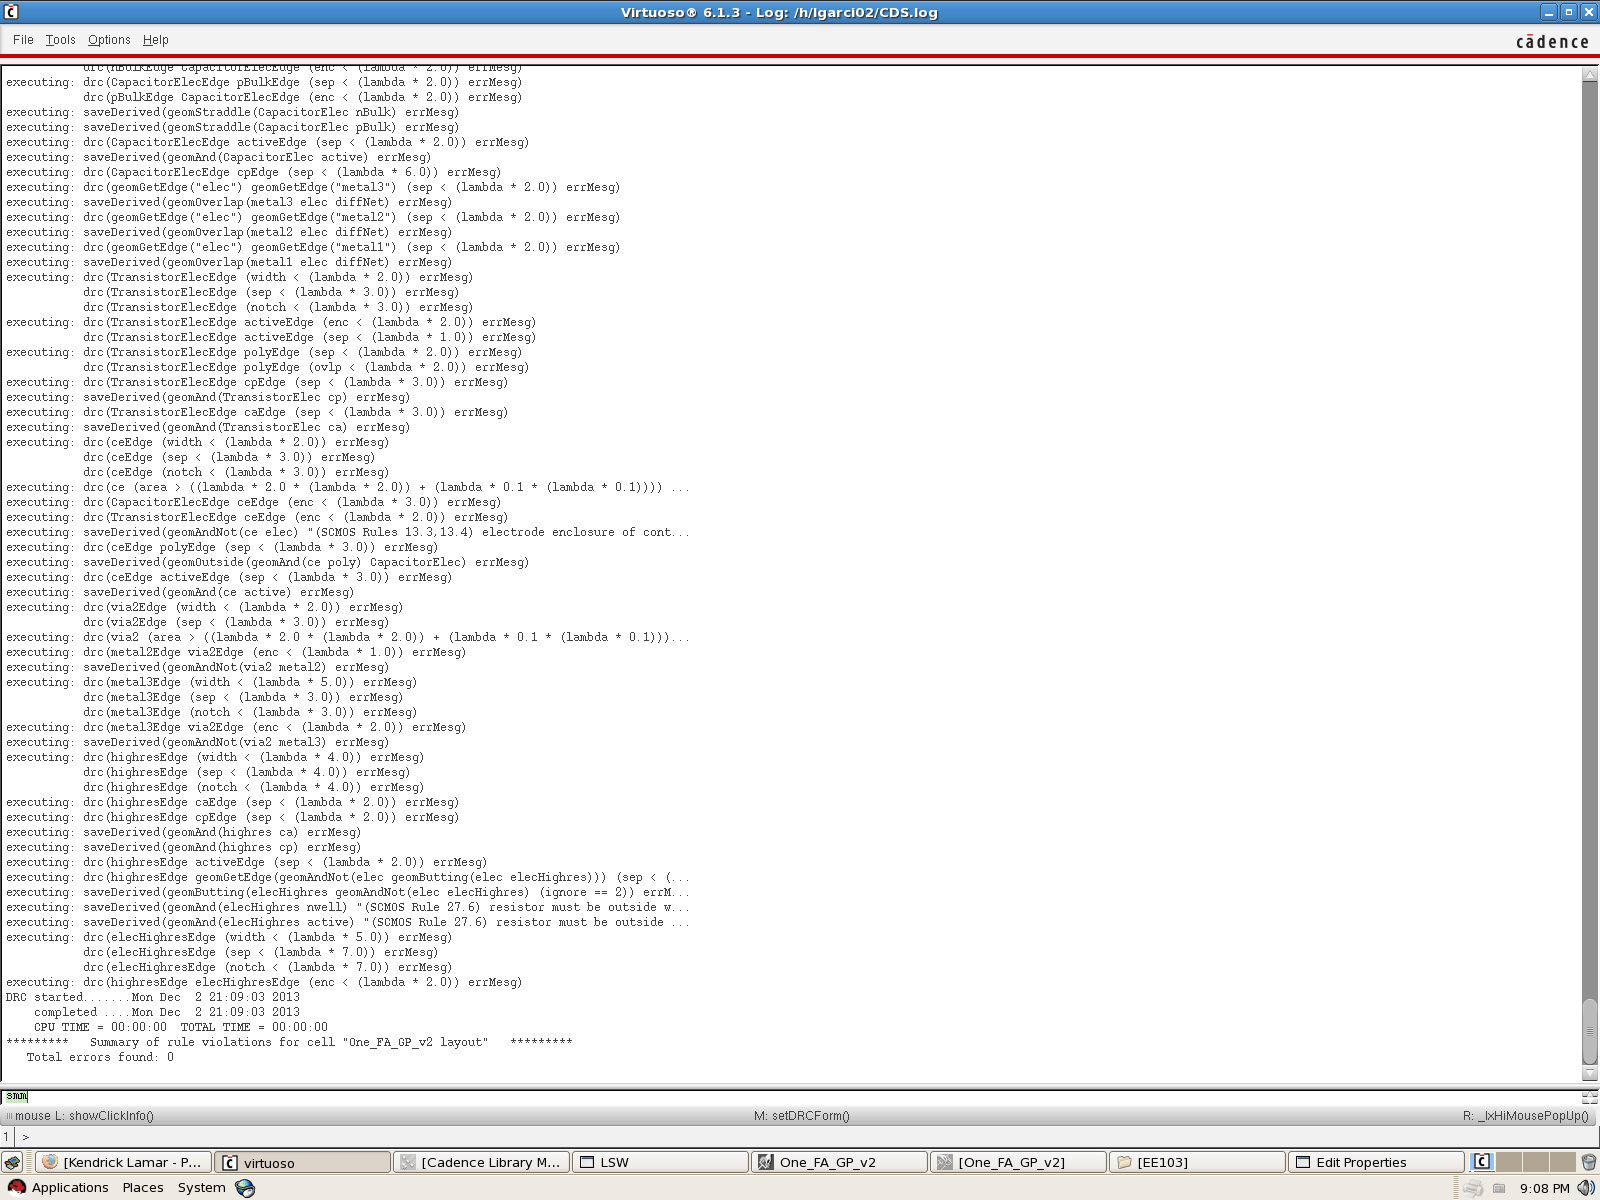 Virtuoso® 6.1.3 - Log: /h/lgarci02/CDS.log
File Tools Options Help
cādence
drc(nBulkEdge CapacitorElecEdge (enc < (lambda * 2.0)) errMesg)
executing: drc(CapacitorElecEdge pBulkEdge (sep < (lambda * 2.0)) errMesg)
drc(pBulkEdge CapacitorElecEdge (enc < (lambda * 2.0)) errMesg)
executing: saveDerived(geomStraddle(CapacitorElec nBulk) errMesg)
executing: saveDerived(geomStraddle(CapacitorElec pBulk) errMesg)
executing: drc(CapacitorElecEdge activeEdge (sep < (lambda * 2.0)) errMesg)
executing: saveDerived(geomAnd(CapacitorElec active) errMesg)
executing: drc(CapacitorElecEdge cpEdge (sep < (lambda * 6.0)) errMesg)
executing: drc(geomGetEdge("elec") geomGetEdge("metal3") (sep < (lambda * 2.0)) errMesg)
executing: saveDerived(geomOverlap(metal3 elec diffNet) errMesg)
executing: drc(geomGetEdge("elec") geomGetEdge("metal2") (sep < (lambda * 2.0)) errMesg)
executing: saveDerived(geomOverlap(metal2 elec diffNet) errMesg)
executing: drc(geomGetEdge("elec") geomGetEdge("metal1") (sep < (lambda * 2.0)) errMesg)
executing: saveDerived(geomOverlap(metal1 elec diffNet) errMesg)
executing: drc(TransistorElecEdge (width < (lambda * 2.0)) errMesg)
drc(TransistorElecEdge (sep < (lambda * 3.0)) errMesg)
drc(TransistorElecEdge (notch < (lambda * 3.0)) errMesg)
executing: drc(TransistorElecEdge activeEdge (enc < (lambda * 2.0)) errMesg)
drc(TransistorElecEdge activeEdge (sep < (lambda * 1.0)) errMesg)
executing: drc(TransistorElecEdge polyEdge (sep < (lambda * 2.0)) errMesg)
drc(TransistorElecEdge polyEdge (ovlp < (lambda * 2.0)) errMesg)
executing: drc(TransistorElecEdge cpEdge (sep < (lambda * 3.0)) errMesg)
executing: saveDerived(geomAnd(TransistorElec cp) errMesg)
executing: drc(TransistorElecEdge caEdge (sep < (lambda * 3.0)) errMesg)
executing: saveDerived(geomAnd(TransistorElec ca) errMesg)
executing: drc(ceEdge (width < (lambda * 2.0)) errMesg)
drc(ceEdge (sep < (lambda * 3.0)) errMesg)
drc(ceEdge (notch < (lambda * 3.0)) errMesg)
executing: drc(ce (area > ((lambda * 2.0 * (lambda * 2.0)) + (lambda * 0.1 * (lambda * 0.1)))) ...
executing: drc(CapacitorElecEdge ceEdge (enc < (lambda * 3.0)) errMesg)
executing: drc(TransistorElecEdge ceEdge (enc < (lambda * 2.0)) errMesg)
executing: saveDerived(geomAndNot(ce elec) "(SCMOS Rules 13.3,13.4) electrode enclosure of cont...
executing: drc(ceEdge polyEdge (sep < (lambda * 3.0)) errMesg)
executing: saveDerived(geomOutside(geomAnd(ce poly) CapacitorElec) errMesg)
executing: drc(ceEdge activeEdge (sep < (lambda * 3.0)) errMesg)
executing: saveDerived(geomAnd(ce active) errMesg)
executing: drc(via2Edge (width < (lambda * 2.0)) errMesg)
drc(via2Edge (sep < (lambda * 3.0)) errMesg)
executing: drc(via2 (area > ((lambda * 2.0 * (lambda * 2.0)) + (lambda * 0.1 * (lambda * 0.1)))...
executing: drc(metal2Edge via2Edge (enc < (lambda * 1.0)) errMesg)
executing: saveDerived(geomAndNot(via2 metal2) errMesg)
executing: drc(metal3Edge (width < (lambda * 5.0)) errMesg)
drc(metal3Edge (sep < (lambda * 3.0)) errMesg)
drc(metal3Edge (notch < (lambda * 3.0)) errMesg)
executing: drc(metal3Edge via2Edge (enc < (lambda * 2.0)) errMesg)
executing: saveDerived(geomAndNot(via2 metal3) errMesg)
executing: drc(highresEdge (width < (lambda * 4.0)) errMesg)
drc(highresEdge (sep < (lambda * 4.0)) errMesg)
drc(highresEdge (notch < (lambda * 4.0)) errMesg)
executing: drc(highresEdge caEdge (sep < (lambda * 2.0)) errMesg)
executing: drc(highresEdge cpEdge (sep < (lambda * 2.0)) errMesg)
executing: saveDerived(geomAnd(highres ca) errMesg)
executing: saveDerived(geomAnd(highres cp) errMesg)
executing: drc(highresEdge activeEdge (sep < (lambda * 2.0)) errMesg)
executing: drc(highresEdge geomGetEdge(geomAndNot(elec geomButting(elec elecHighres))) (sep < (...
executing: saveDerived(geomButting(elecHighres geomAndNot(elec elecHighres) (ignore == 2)) errM...
executing: saveDerived(geomAnd(elecHighres nwell) "(SCMOS Rule 27.6) resistor must be outside w...
executing: saveDerived(geomAnd(elecHighres active) "(SCMOS Rule 27.6) resistor must be outside ...
executing: drc(elecHighresEdge (width < (lambda * 5.0)) errMesg)
drc(elecHighresEdge (sep < (lambda * 7.0)) errMesg)
drc(elecHighresEdge (notch < (lambda * 7.0)) errMesg)
executing: drc(highresEdge elecHighresEdge (enc < (lambda * 2.0)) errMesg)
DRC started.......Mon Dec  2 21:09:03 2013
completed ....Mon Dec  2 21:09:03 2013
CPU TIME = 00:00:00  TOTAL TIME = 00:00:00
*********   Summary of rule violations for cell "One_FA_GP_v2 layout"   *********
Total errors found: 0
smm
mouse L: showClickInfo() M: setDRCForm() R: _lxHiMousePopUp()
1 >
[Kendrick Lamar - P... virtuoso [Cadence Library M... LSW One_FA_GP_v2 [One_FA_GP_v2] [EE103] Edit Properties
Applications Places System 9:08 PM